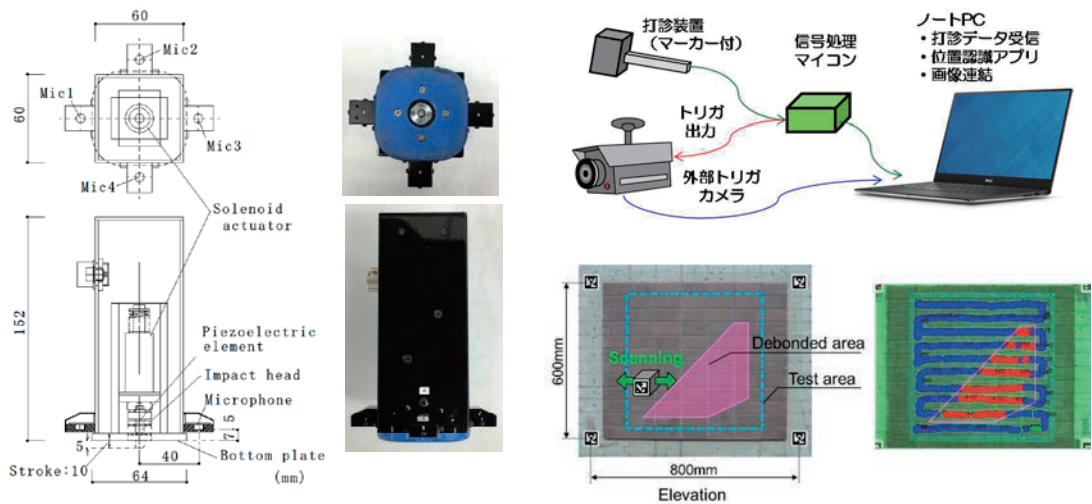 60
Mic2
60
Mic1
Mic3
Mic4
Solenoid
actuator
152
Piezoelectric
element
Impact head
Microphone
5
7
5
1
40
Stroke:10
Bottom plate
64
(mm)
打診装置
(マーカー付)
信号処理
マイコン
ノートPC
・打診データ受信
・位置認識アプリ
・画像連結
トリガ
出力
外部トリガ
カメラ
DELL
600mm
Scanning
Debonded area
Test area
800mm
Elevation